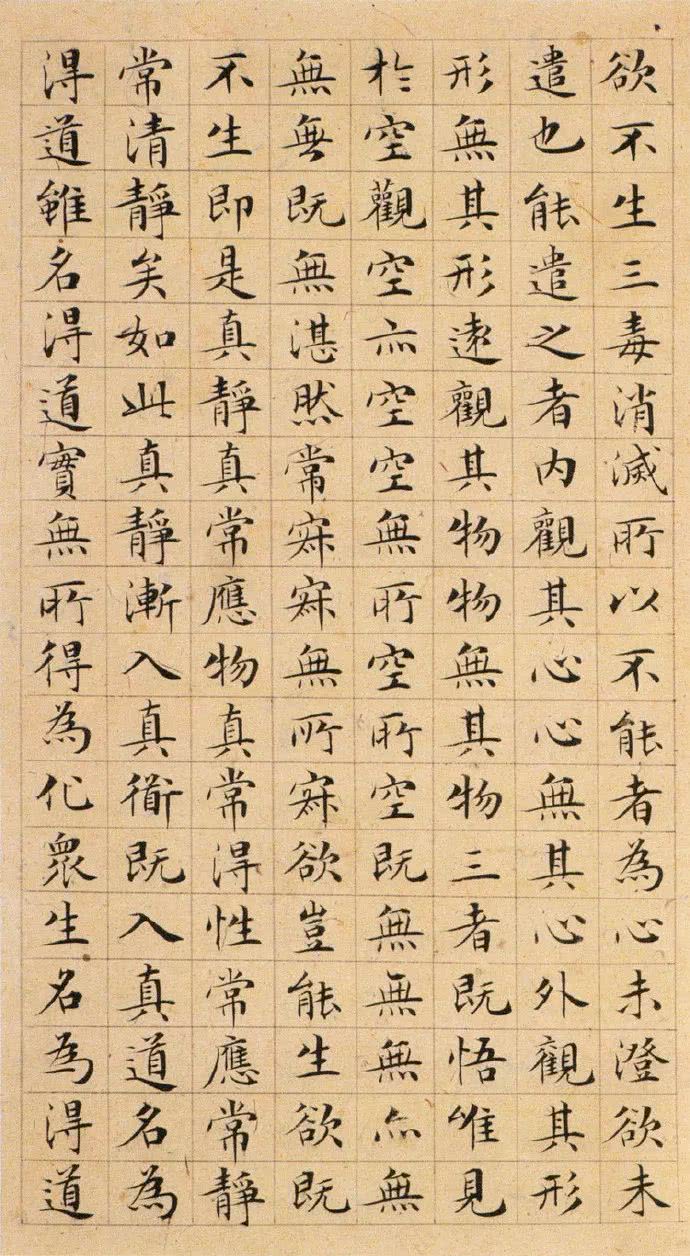 欲不生三毒消滅所以不能者為心未澄欲未
遣也能遣之者內觀其心心無其心外觀其形
形無其形遠觀其物物無其物三者既悟唯見
於空觀空亦空空無所空所空既無無無亦無
無無既無湛然常寂寂無所寂欲豈能生欲既
不生即是真靜真常應物真常得性常應常靜
常清靜矣如此真靜漸入真衜既入真道名為
得道雖名得道實無所得為化眾生名為得道